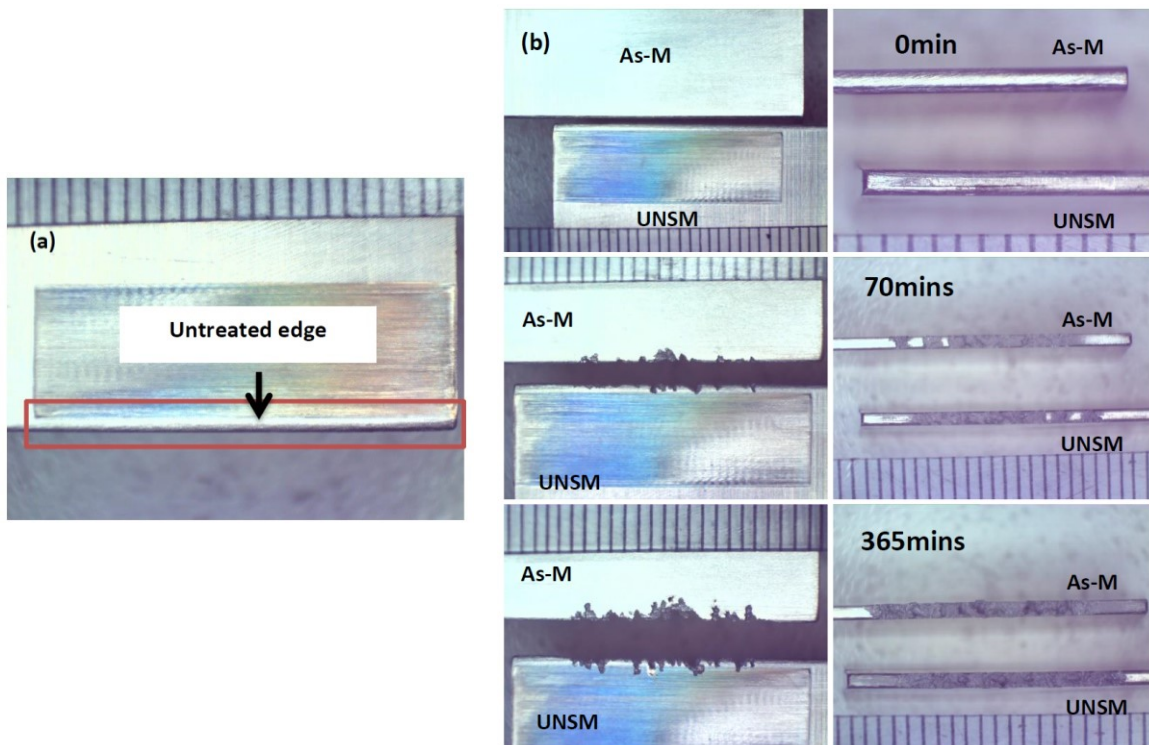 (a)
Untreated edge
(b)
As-M
UNSM
0min
As-M
UNSM
As-M
UNSM
70mins
As-M
UNSM
As-M
UNSM
365mins
As-M
UNSM